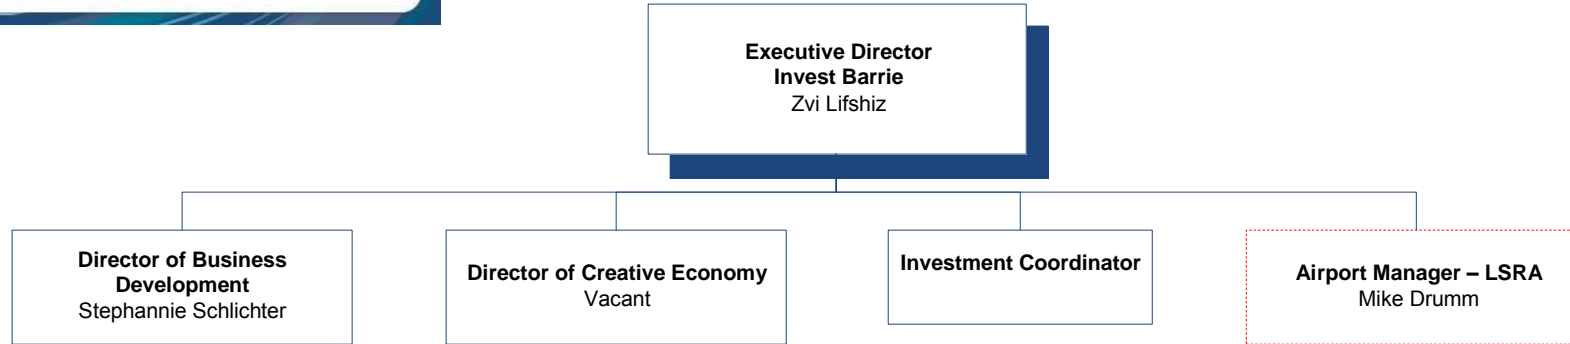 Executive Director
Invest Barrie
Zvi Lifshiz
Director of Business
Development
Stephannie Schlichter
Director of Creative Economy
Vacant
Investment Coordinator
Airport Manager – LSRA
Mike Drumm